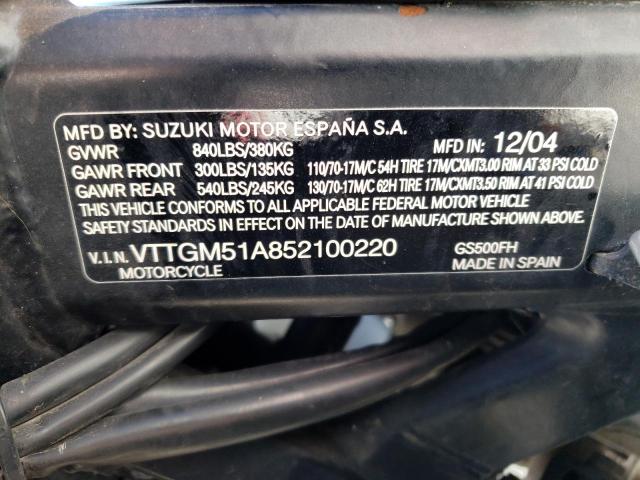 MFD BY: SUZUKI MOTOR ESPAÑA S.A. MFD IN: 12/04
GVWR 840LBS/380KG
GAWR FRONT 300LBS/135KG 110/70-17M/C 54H TIRE 17M/CXMT3.00 RIM AT 33 PSI COLD
GAWR REAR 540LBS/245KG 130/70-17M/C 62H TIRE 17M/CXMT3.50 RIM AT 41 PSI COLD
THIS VEHICLE CONFORMS TO ALL APPLICABLE FEDERAL MOTOR VEHICLE
SAFETY STANDARDS IN EFFECT ON THE DATE OF MANUFACTURE SHOWN ABOVE.
V.I.N. VTTGM51A852100220 GS500FH
MOTORCYCLE MADE IN SPAIN